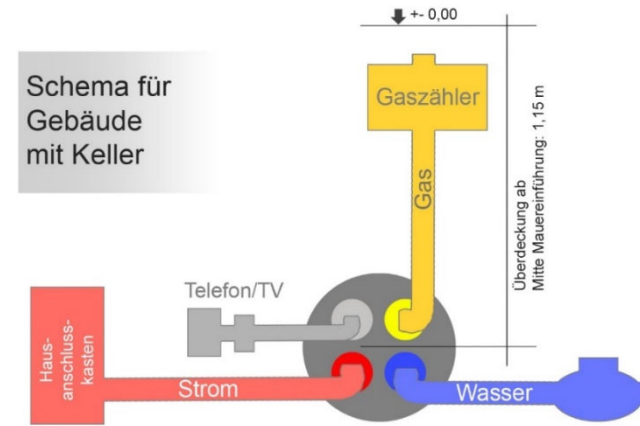 +- 0,00
Schema für
Gebäude
mit Keller
Gaszähler
Gas
Überdeckung ab
Mitte Mauereinführung: 1,15 m
Telefon/TV
Haus-
anschluss-
kasten
Strom
Wasser